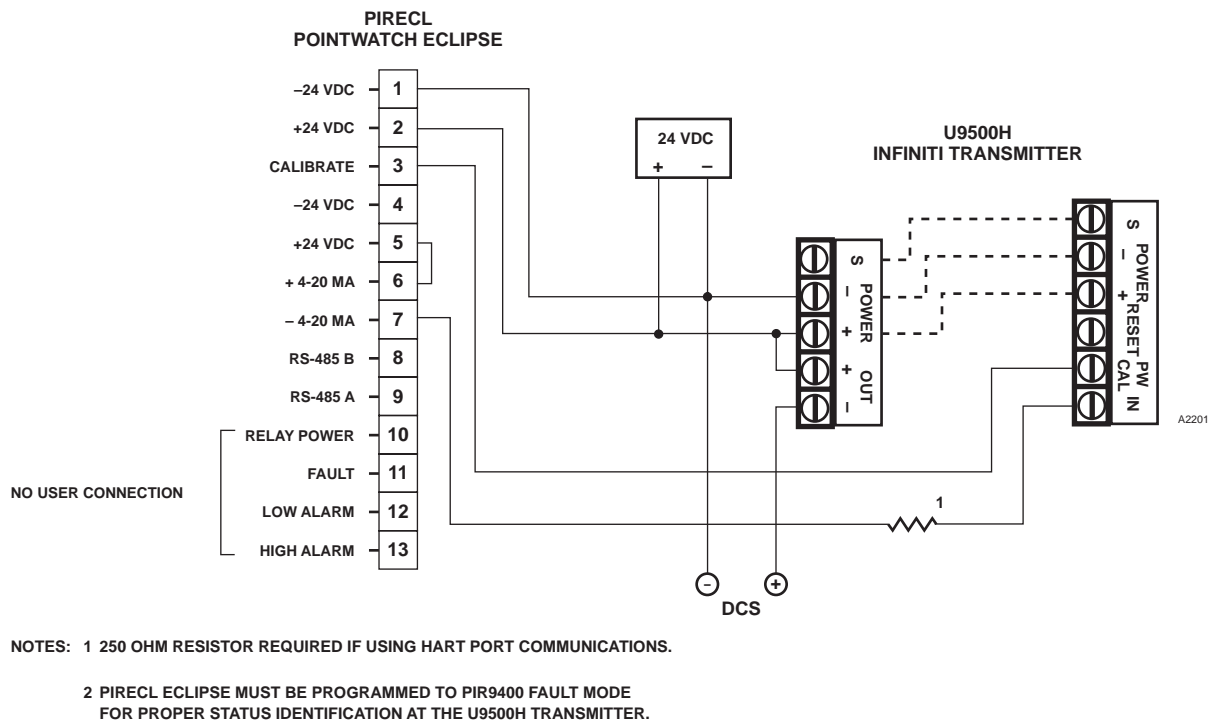 PIRECL
POINTWATCH ECLIPSE
–24 VDC 1
+24 VDC 2
CALIBRATE 3
–24 VDC 4
+24 VDC 5
+ 4-20 MA 6
– 4-20 MA 7
RS-485 B 8
RS-485 A 9
RELAY POWER 10
FAULT 11
LOW ALARM 12
HIGH ALARM 13
NO USER CONNECTION
24 VDC
+ –
U9500H
INFINITI TRANSMITTER
S
– POWER +
+ OUT –
S
– POWER +
RESET
PW
CAL IN
A2201
1
– +
DCS
NOTES: 1 250 OHM RESISTOR REQUIRED IF USING HART PORT COMMUNICATIONS.
2 PIRECL ECLIPSE MUST BE PROGRAMMED TO PIR9400 FAULT MODE
FOR PROPER STATUS IDENTIFICATION AT THE U9500H TRANSMITTER.